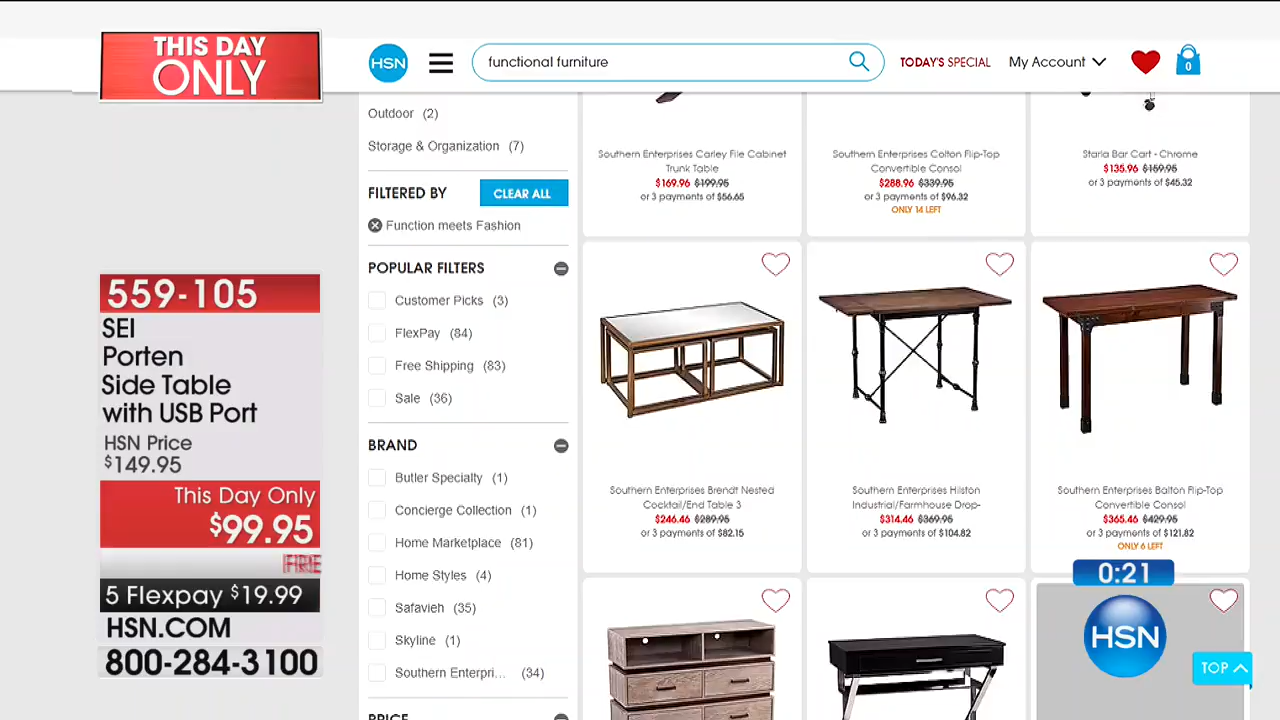 THIS DAY
ONLY
HSN
functional furniture
TODAY'S SPECIAL
My Account
0
Outdoor (2)
Storage & Organization (7)
FILTERED BY
CLEAR ALL
Function meets Fashion
POPULAR FILTERS
Customer Picks (3)
FlexPay (84)
Free Shipping (83)
Sale (36)
BRAND
Butler Specialty (1)
Concierge Collection (1)
Home Marketplace (81)
Home Styles (4)
Safavieh (35)
Skyline (1)
Southern Enterpri... (34)
PRICE
Southern Enterprises Carley File Cabinet
Trunk Table
$169.96 $199.95
or 3 payments of $56.65
Southern Enterprises Colton Flip-Top
Convertible Consol
$288.96 $339.95
or 3 payments of $96.32
ONLY 14 LEFT
Starla Bar Cart - Chrome
$135.96 $159.95
or 3 payments of $45.32
Southern Enterprises Brendt Nested
Cocktail/End Table 3
$246.46 $289.95
or 3 payments of $82.15
Southern Enterprises Hilston
Industrial/Farmhouse Drop-
$314.46 $369.95
or 3 payments of $104.82
Southern Enterprises Balton Flip-Top
Convertible Consol
$365.46 $429.95
or 3 payments of $121.82
ONLY 6 LEFT
559-105
SEI
Porten
Side Table
with USB Port
HSN Price
$149.95
This Day Only
$99.95
5 Flexpay $19.99
HSN.COM
800-284-3100
0:21
HSN
TOP